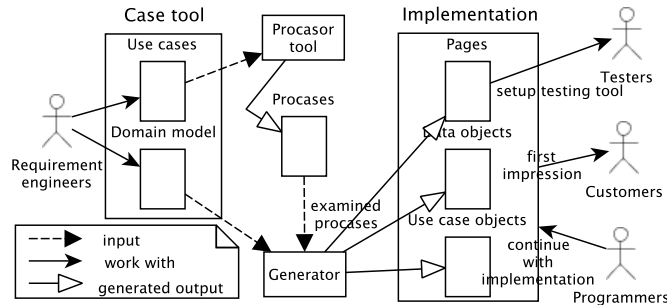 Case tool
Implementation
Use cases
Procasor
tool
Pages
Testers
setup testing tool
Procases
Domain model
Data objects
Requirement
engineers
first
impression
Customers
examined
procases
Use case objects
input
work with
generated output
Generator
continue
with
implementation
Programmers